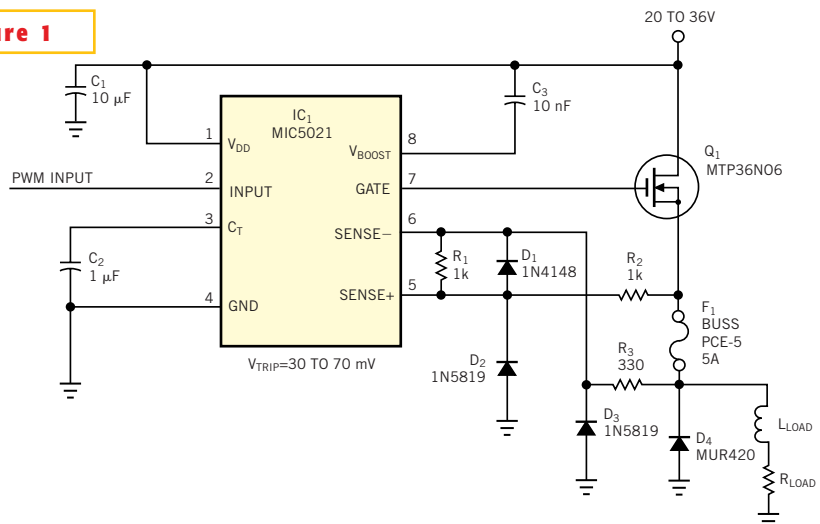 ure 1
20 TO 36V
C1
10 µF
C3
10 nF
IC1
MIC5021
1
VDD
VBOOST
8
Q1
MTP36N06
PWM INPUT
2
INPUT
GATE
7
3
CT
SENSE–
6
C2
1 µF
R1
1k
D1
1N4148
R2
1k
4
GND
SENSE+
5
F1
BUSS
PCE-5
5A
VTRIP=30 TO 70 mV
D2
1N5819
R3
330
D3
1N5819
D4
MUR420
LLOAD
RLOAD